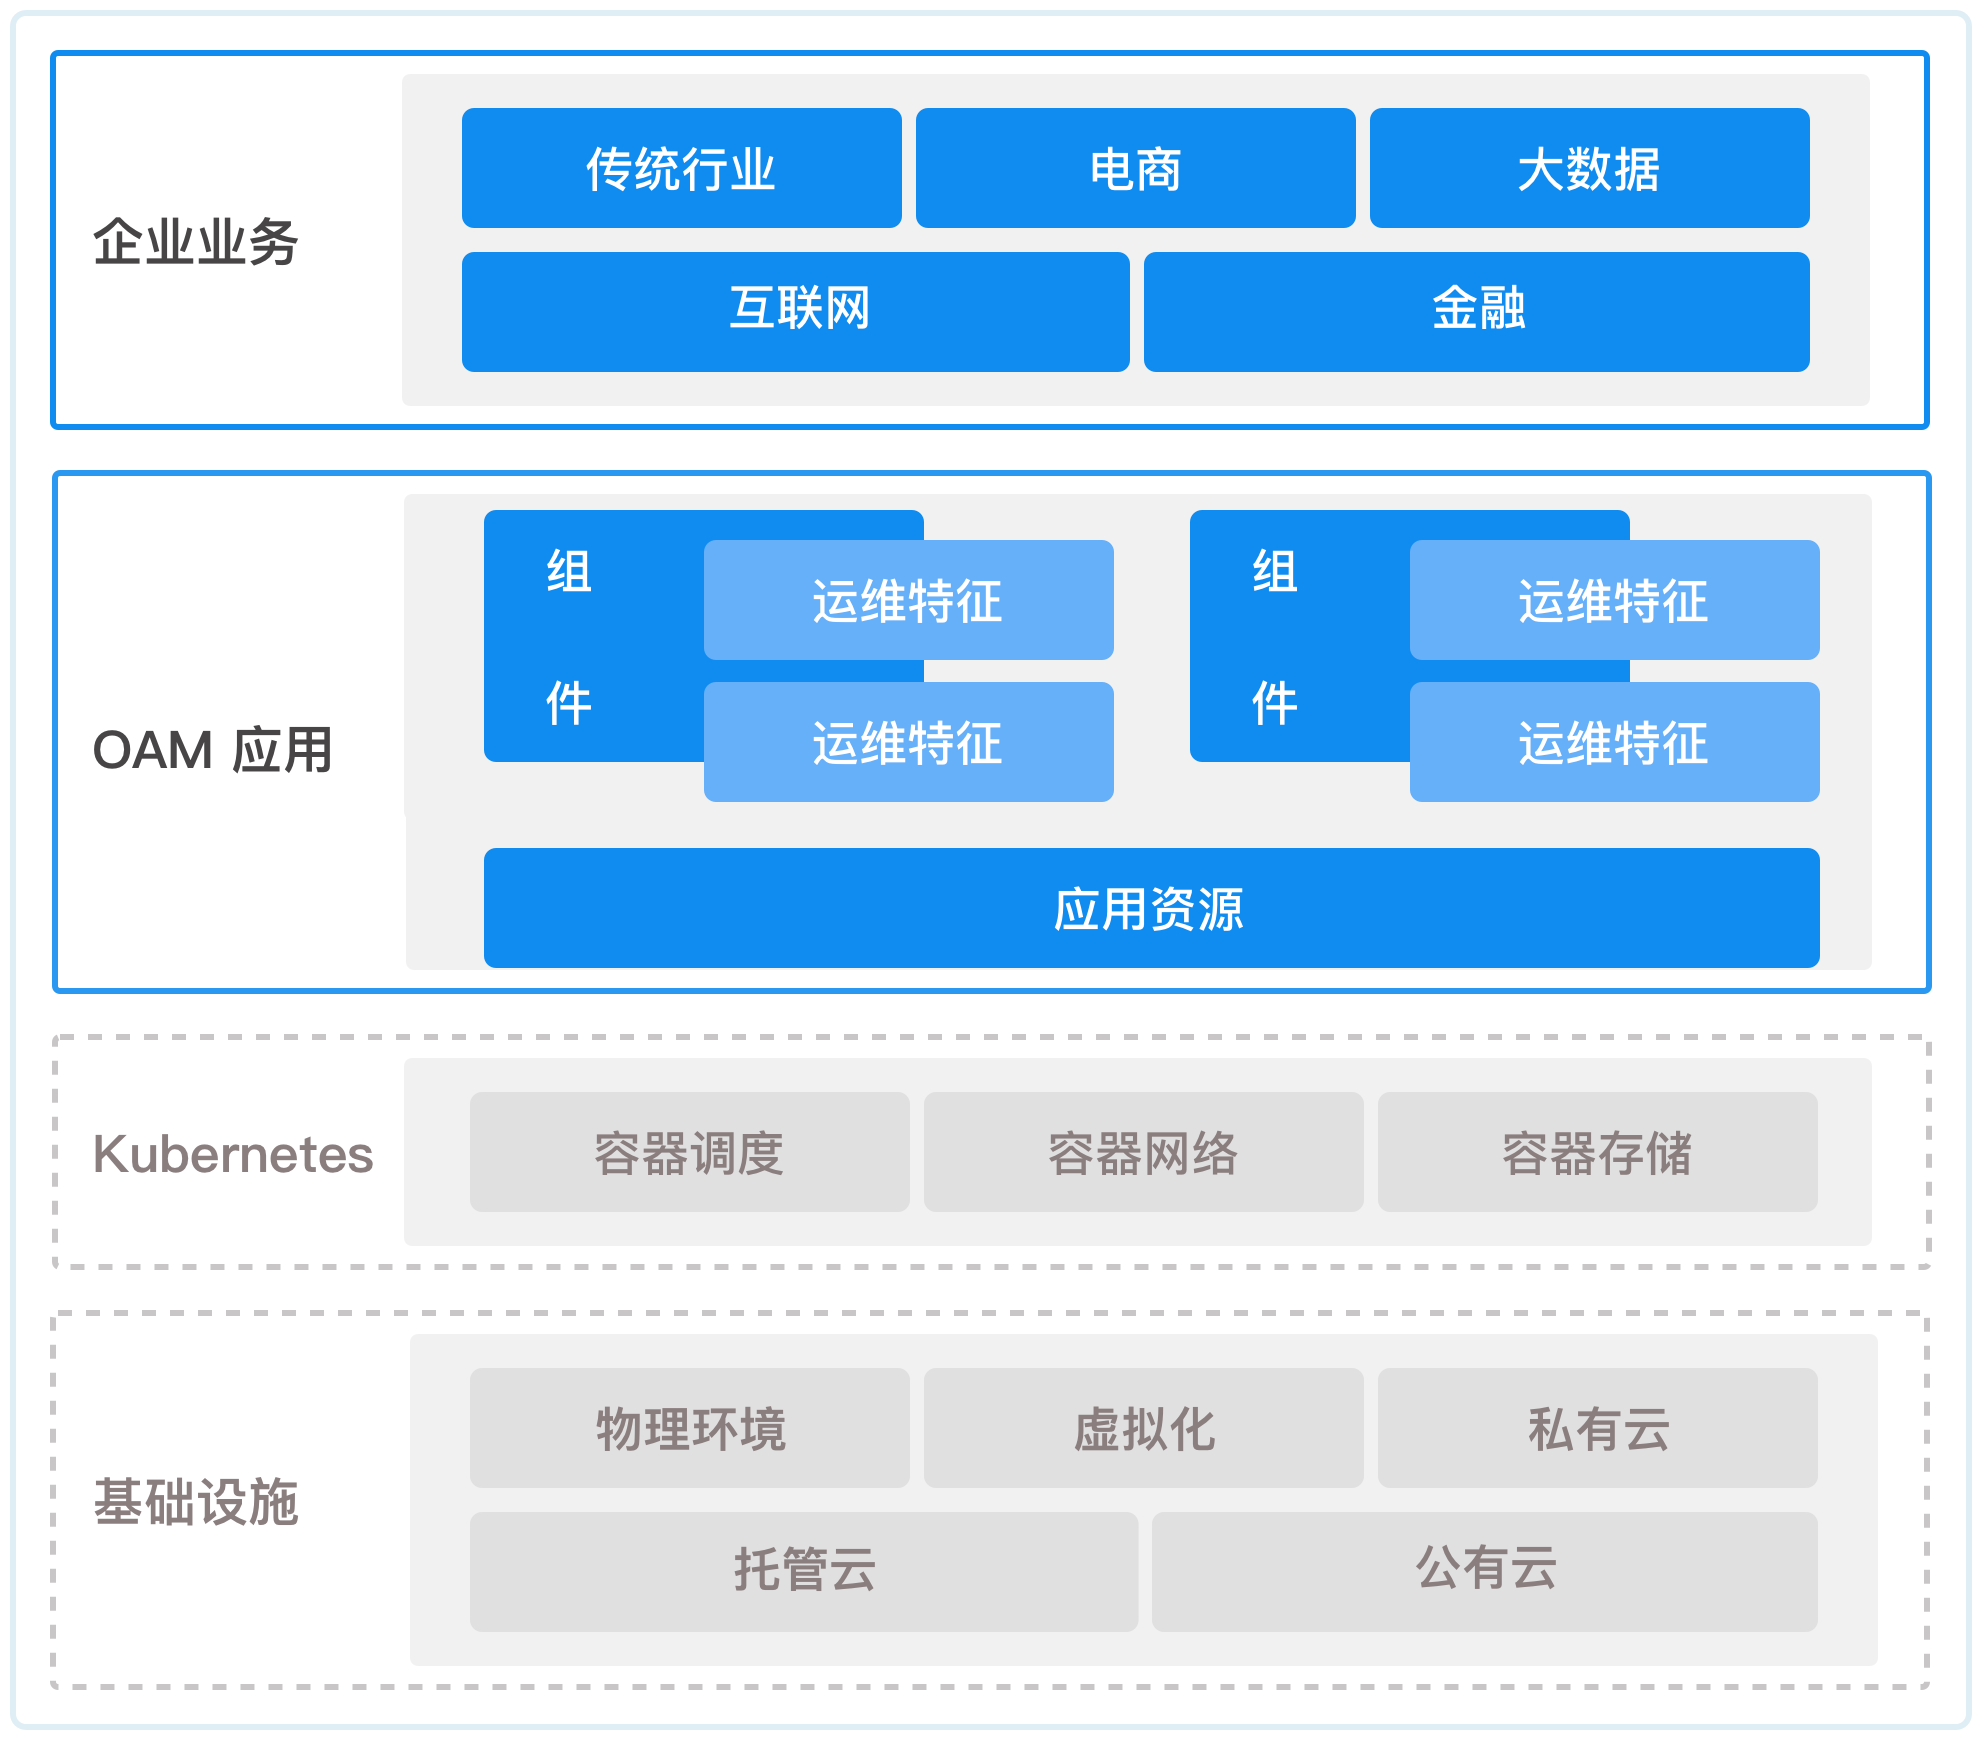 企业业务
传统行业
电商
大数据
互联网
金融
OAM 应用
组
件
运维特征
运维特征
组
件
运维特征
运维特征
应用资源
Kubernetes
容器调度
容器网络
容器存储
基础设施
物理环境
虚拟化
私有云
托管云
公有云